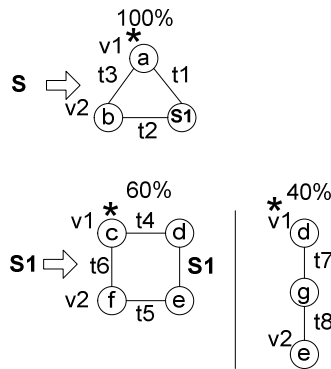 100%
v1 * a
t3 t1
S
v2 b S1
t2
60% 40%
* *
v1 c t4 d v1 d
t6 S1 t7
S1 g
v2 f t5 e t8
v2 e